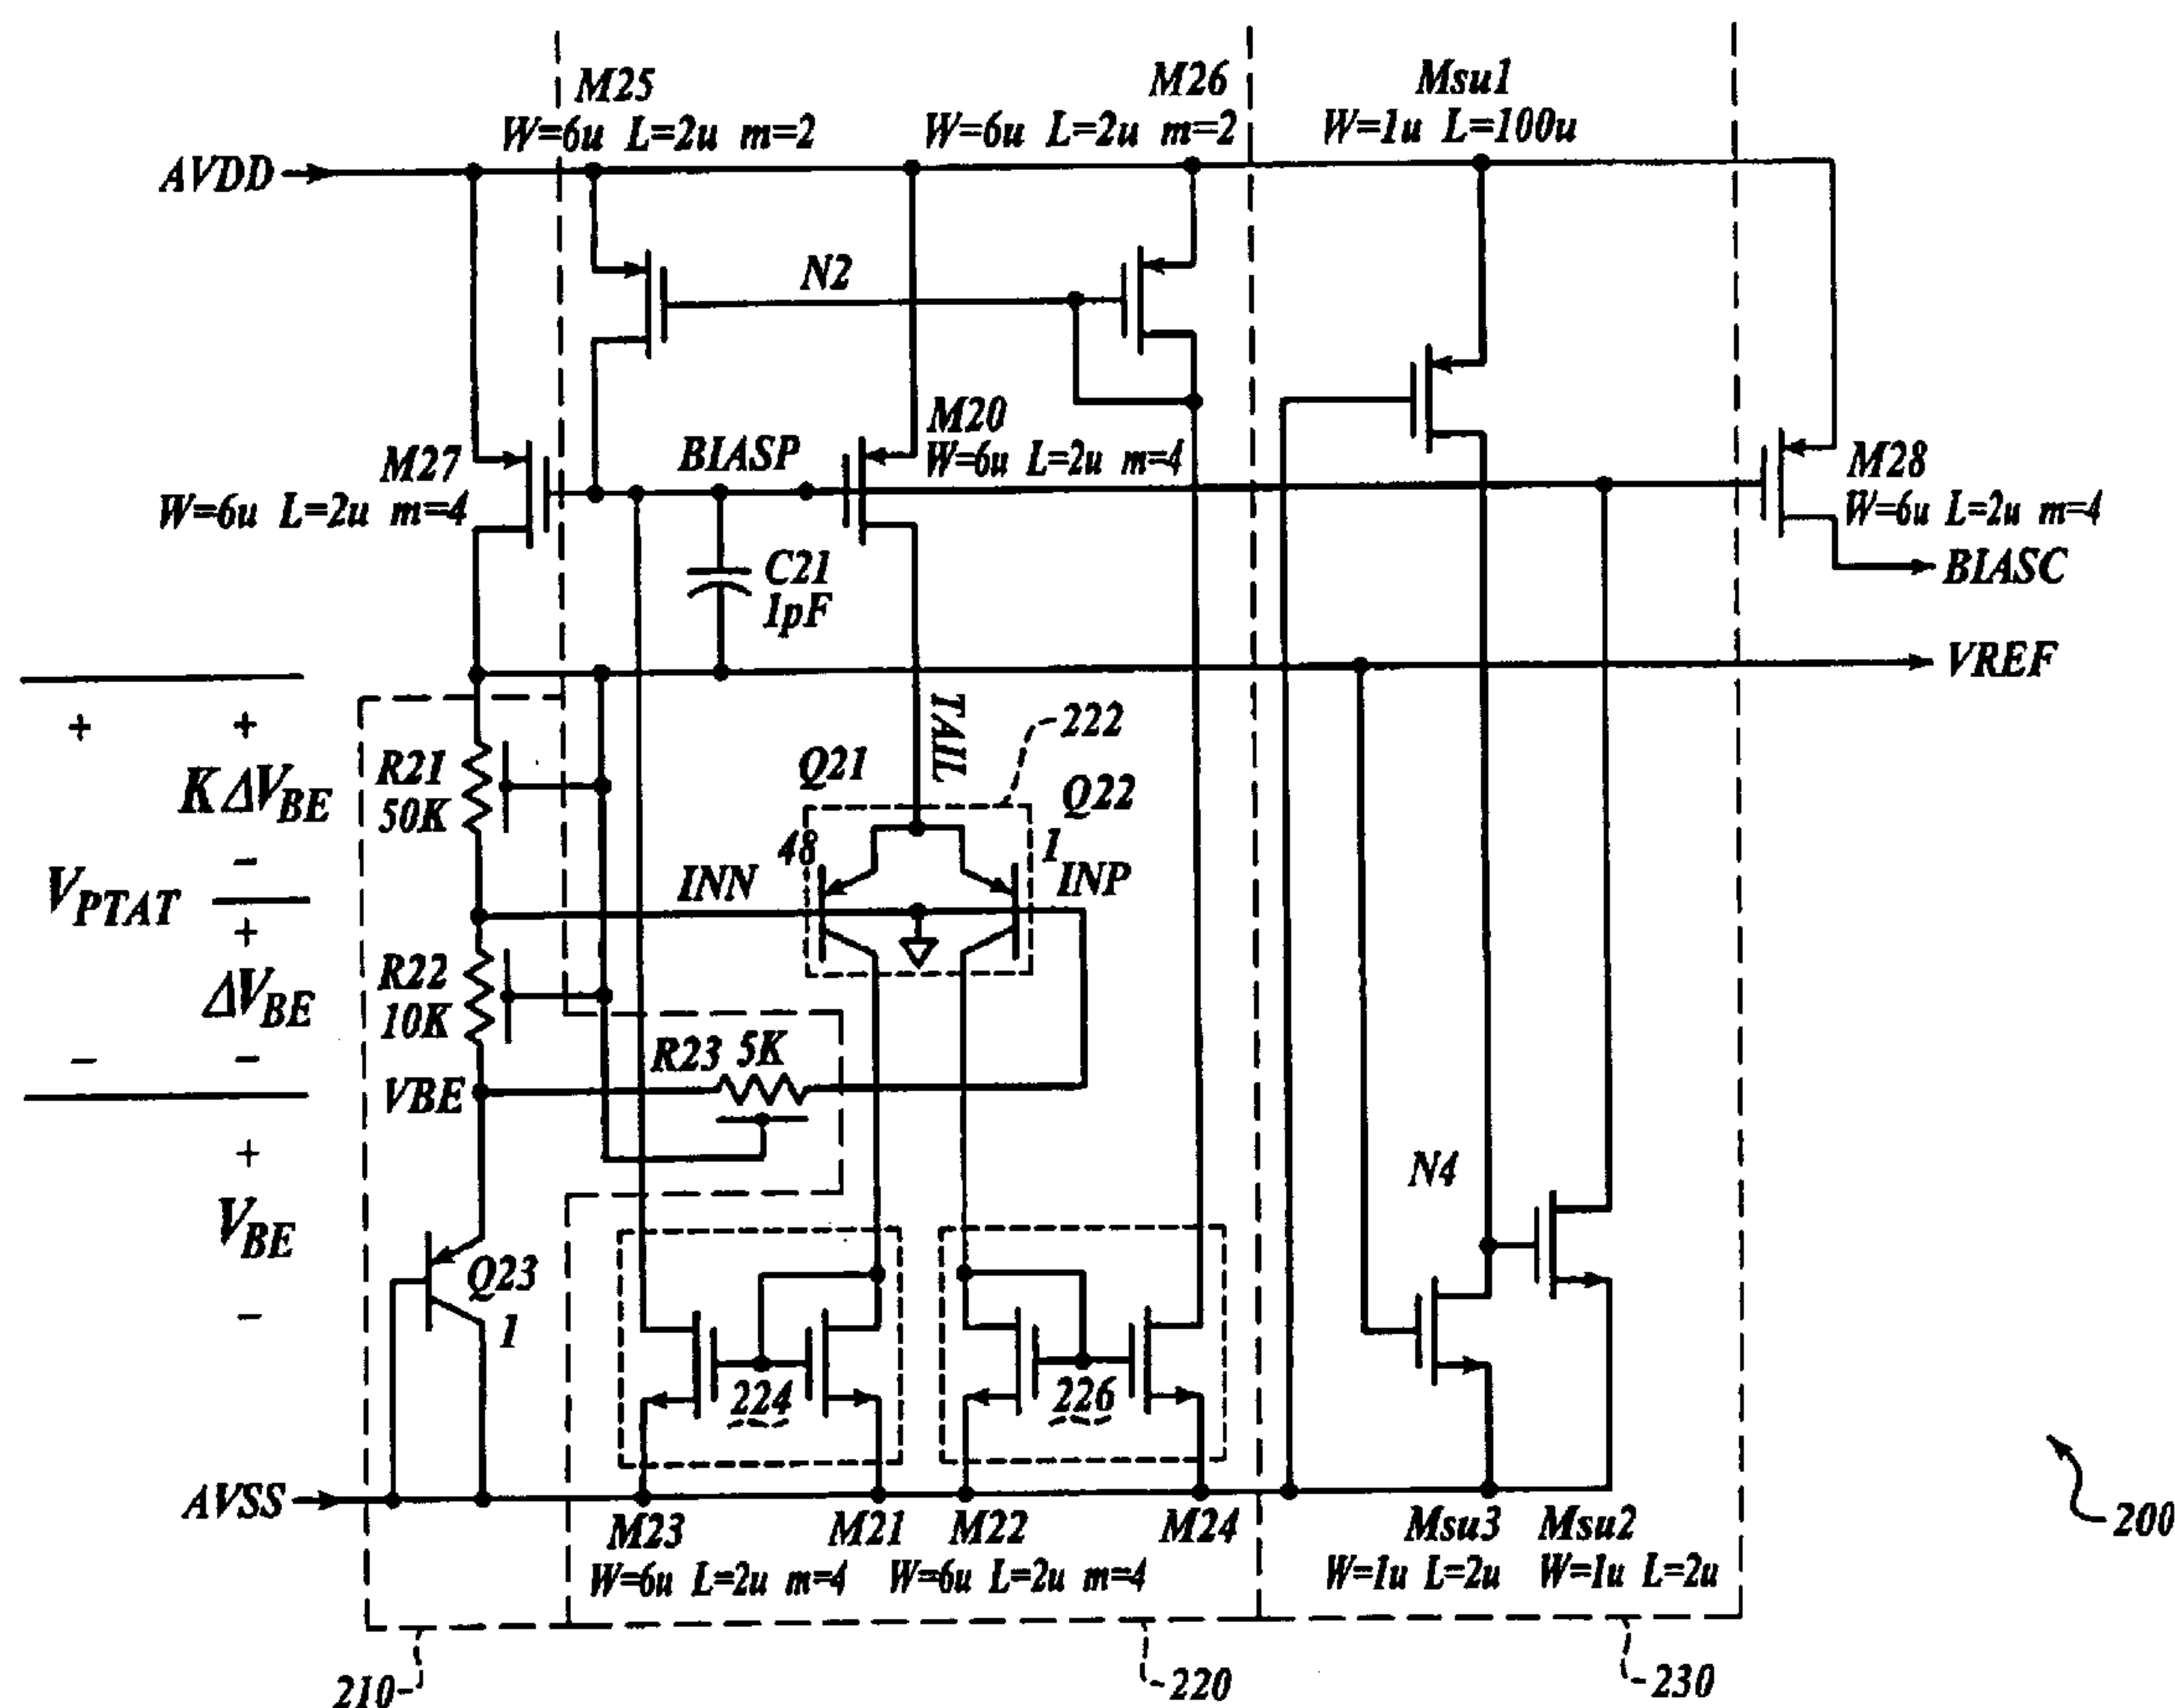 M25
W=6u L=2u m=2
M26
W=6u L=2u m=2
Msu1
W=1u L=100u
AVDD
N2
M27
W=6u L=2u m=4
BIASP
M20
W=6u L=2u m=4
M28
W=6u L=2u m=4
BIASC
C21
1pF
VREF
+ +
KΔVBE
−
VPTAT
+
ΔVBE
− −
R21
50K
R22
10K
TAIL
222
Q21
Q22
48
1
INN
INP
R23 5K
VBE
+
VBE
−
Q23
1
N4
224
226
AVSS
M23
M21
W=6u L=2u m=4
M22
M24
W=6u L=2u m=4
Msu3
W=1u L=2u
Msu2
W=1u L=2u
200
210
220
230